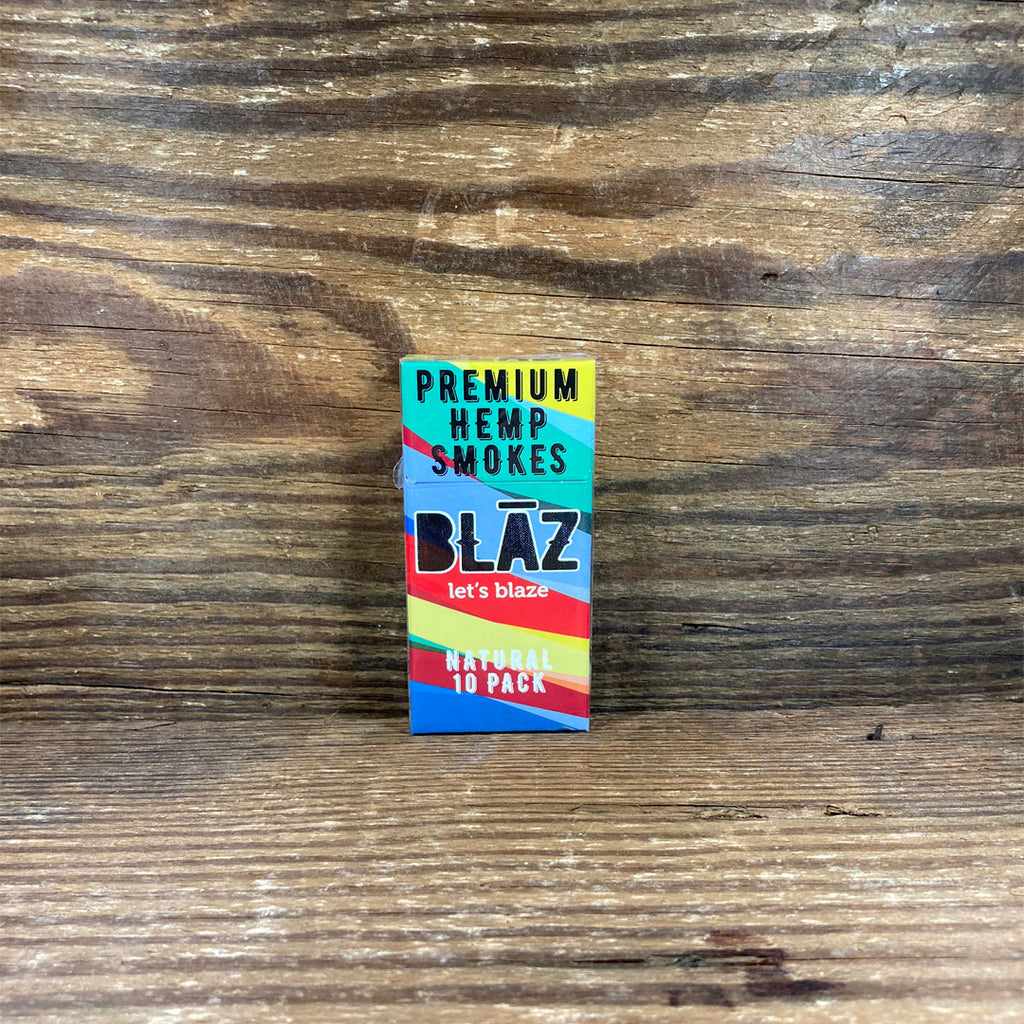 PREMIUM
HEMP
SMOKES
BLĀZ
let's blaze
NATURAL
10 PACK